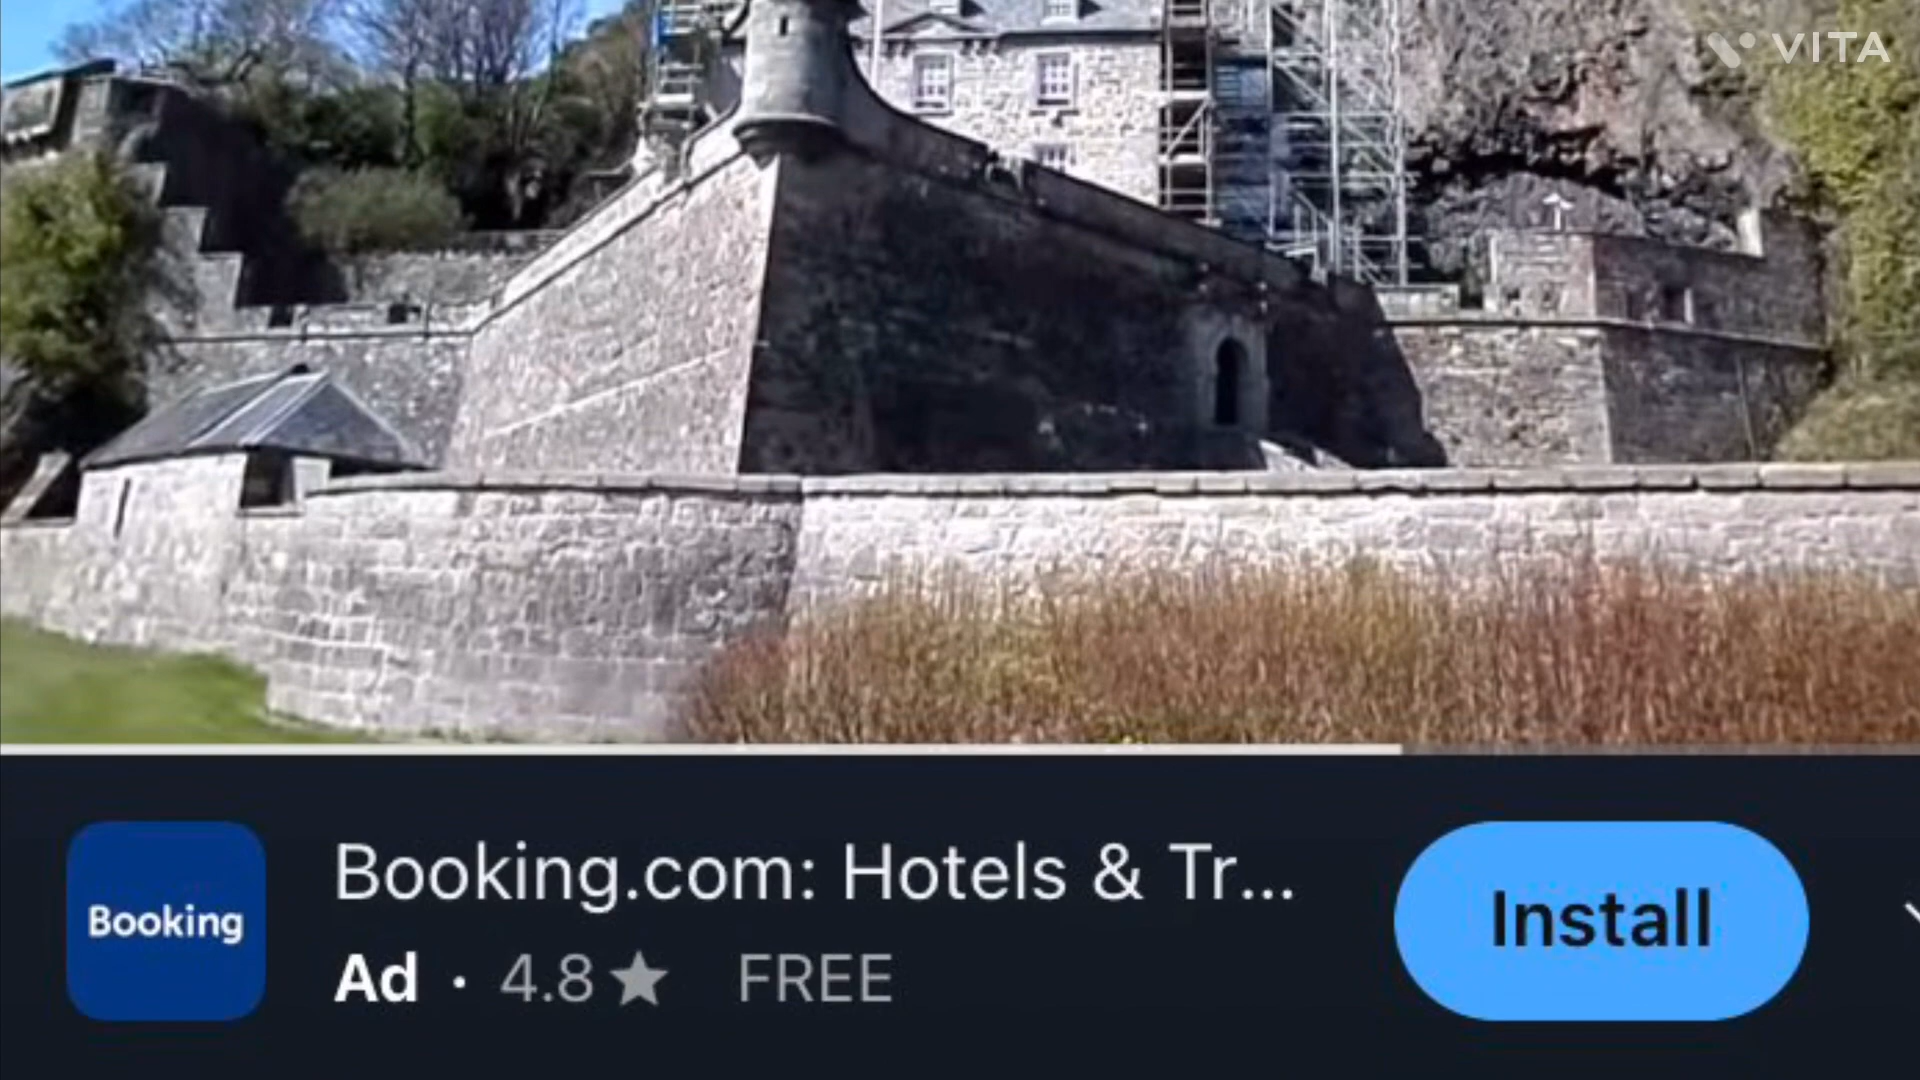 VITA
Booking.com: Hotels & Tr...
Booking
Ad · 4.8★ FREE
Install